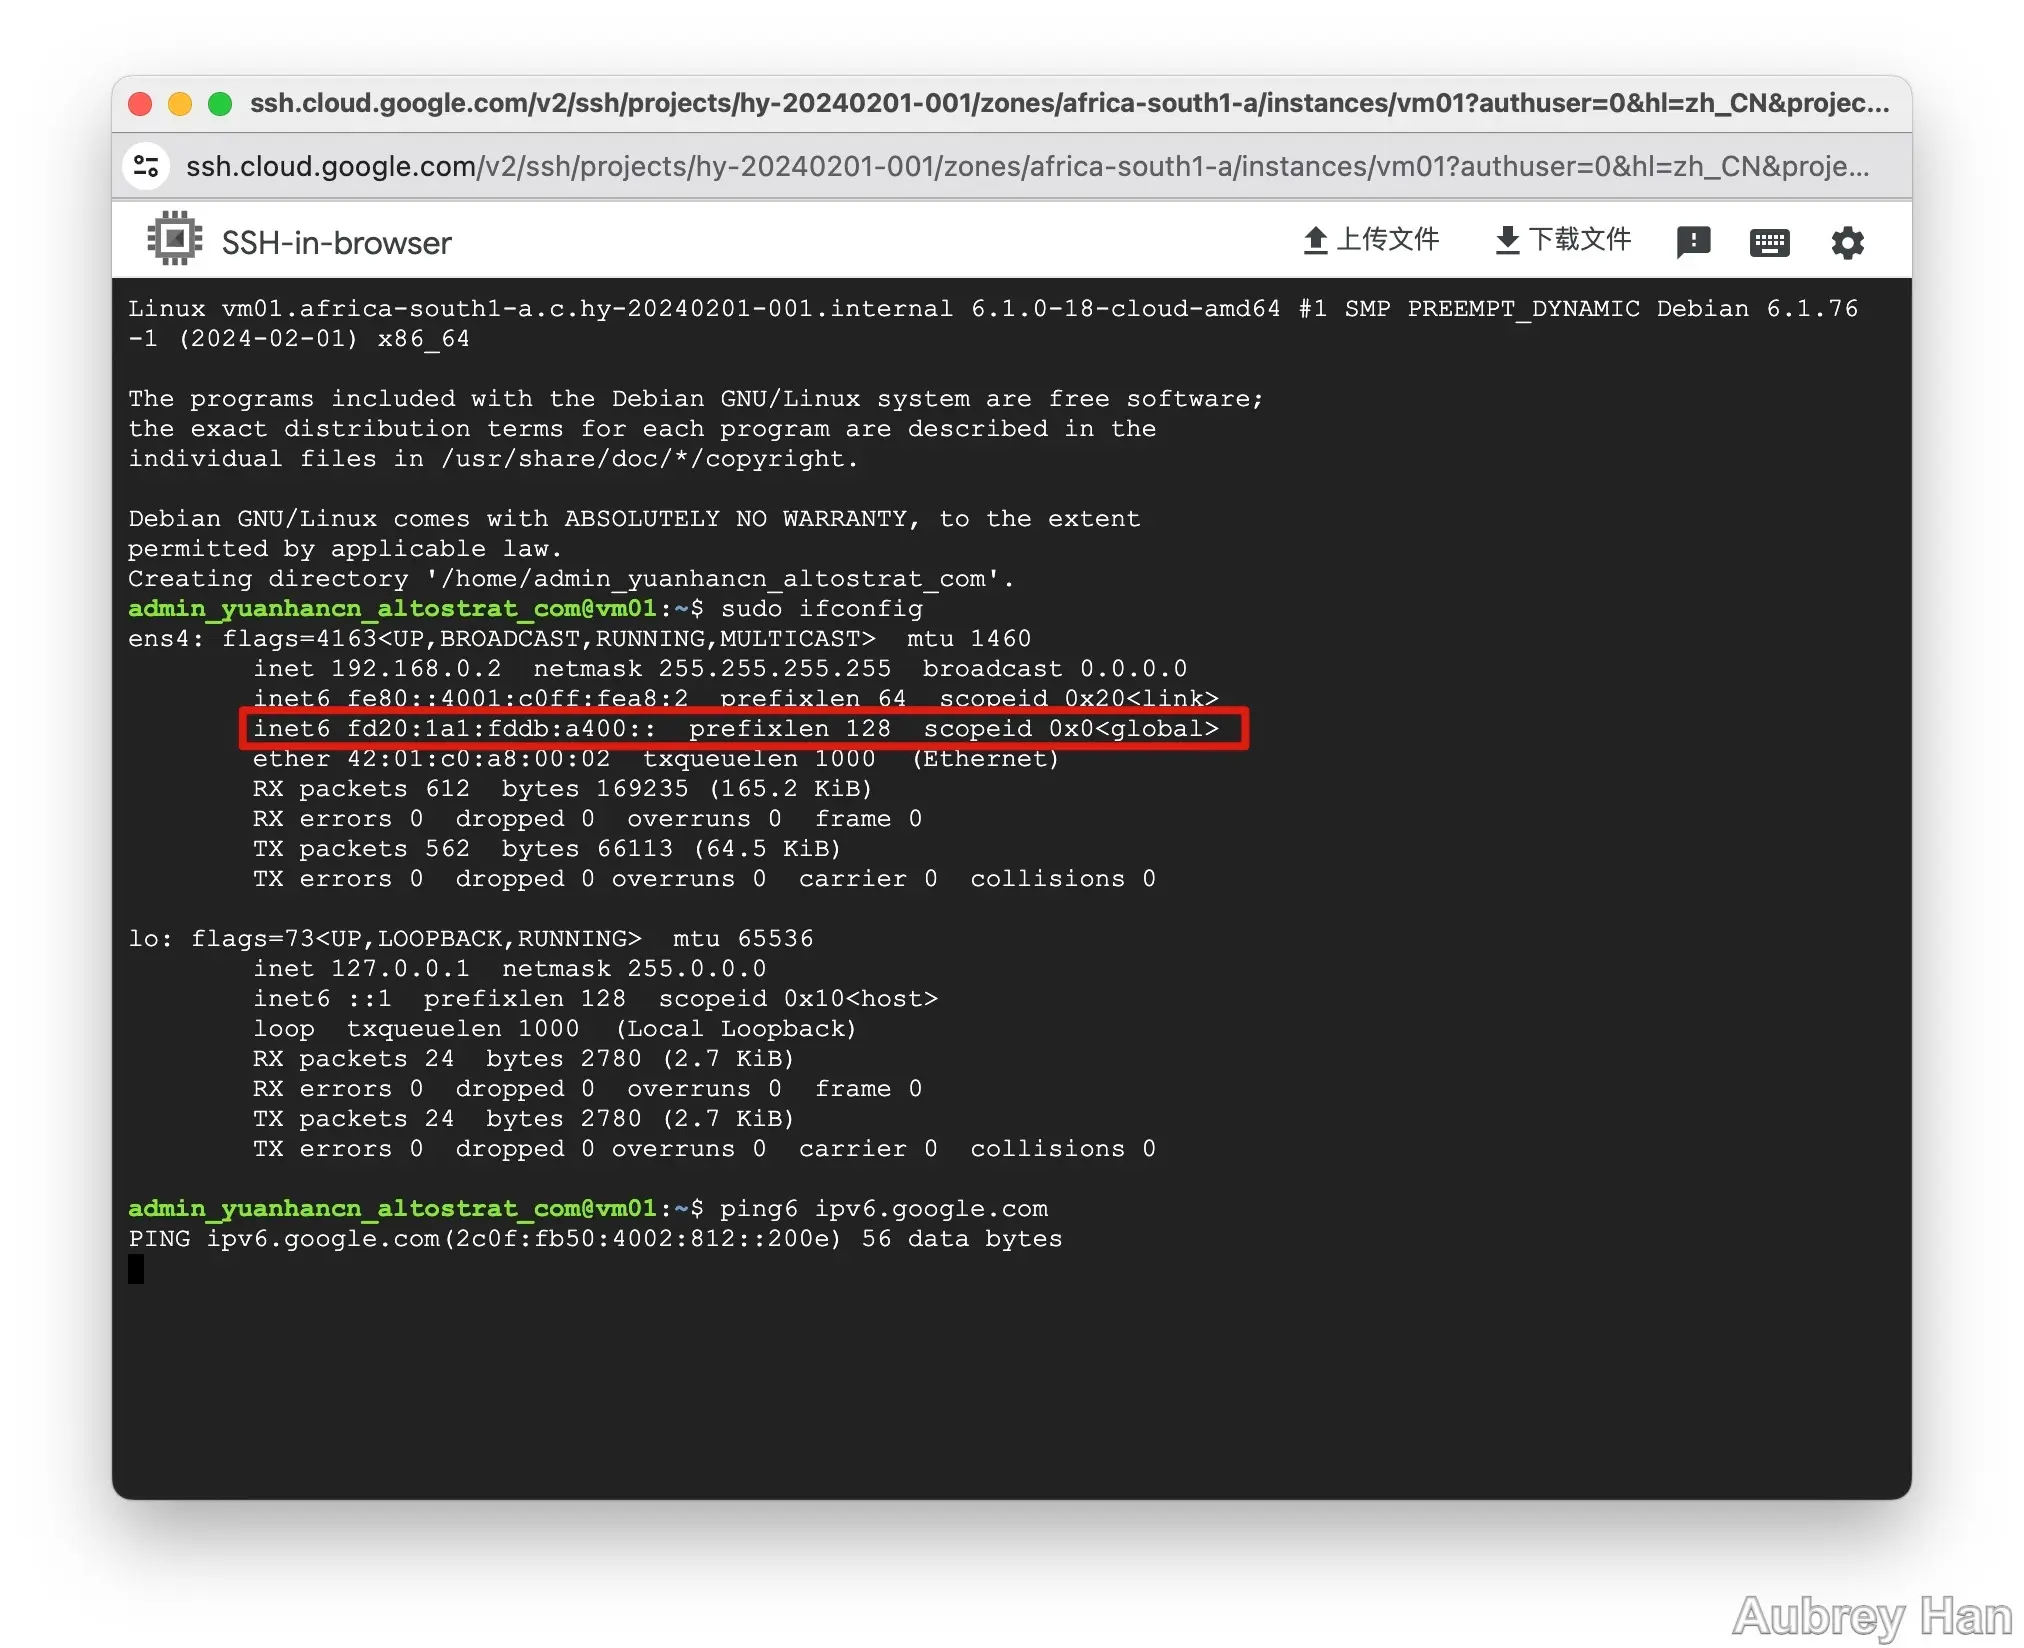 ssh.cloud.google.com/v2/ssh/projects/hy-20240201-001/zones/africa-south1-a/instances/vm01?authuser=0&hl=zh_CN&projec...
ssh.cloud.google.com/v2/ssh/projects/hy-20240201-001/zones/africa-south1-a/instances/vm01?authuser=0&hl=zh_CN&proje...
SSH-in-browser 上传文件 下载文件
Linux vm01.africa-south1-a.c.hy-20240201-001.internal 6.1.0-18-cloud-amd64 #1 SMP PREEMPT_DYNAMIC Debian 6.1.76
-1 (2024-02-01) x86_64
The programs included with the Debian GNU/Linux system are free software;
the exact distribution terms for each program are described in the
individual files in /usr/share/doc/*/copyright.
Debian GNU/Linux comes with ABSOLUTELY NO WARRANTY, to the extent
permitted by applicable law.
Creating directory '/home/admin_yuanhancn_altostrat_com'.
admin_yuanhancn_altostrat_com@vm01:~$ sudo ifconfig
ens4: flags=4163<UP,BROADCAST,RUNNING,MULTICAST>  mtu 1460
        inet 192.168.0.2  netmask 255.255.255.255  broadcast 0.0.0.0
        inet6 fe80::4001:c0ff:fea8:2  prefixlen 64  scopeid 0x20<link>
        inet6 fd20:1a1:fddb:a400::  prefixlen 128  scopeid 0x0<global>
        ether 42:01:c0:a8:00:02  txqueuelen 1000  (Ethernet)
        RX packets 612  bytes 169235 (165.2 KiB)
        RX errors 0  dropped 0  overruns 0  frame 0
        TX packets 562  bytes 66113 (64.5 KiB)
        TX errors 0  dropped 0 overruns 0  carrier 0  collisions 0
lo: flags=73<UP,LOOPBACK,RUNNING>  mtu 65536
        inet 127.0.0.1  netmask 255.0.0.0
        inet6 ::1  prefixlen 128  scopeid 0x10<host>
        loop  txqueuelen 1000  (Local Loopback)
        RX packets 24  bytes 2780 (2.7 KiB)
        RX errors 0  dropped 0  overruns 0  frame 0
        TX packets 24  bytes 2780 (2.7 KiB)
        TX errors 0  dropped 0 overruns 0  carrier 0  collisions 0
admin_yuanhancn_altostrat_com@vm01:~$ ping6 ipv6.google.com
PING ipv6.google.com(2c0f:fb50:4002:812::200e) 56 data bytes
Aubrey Han